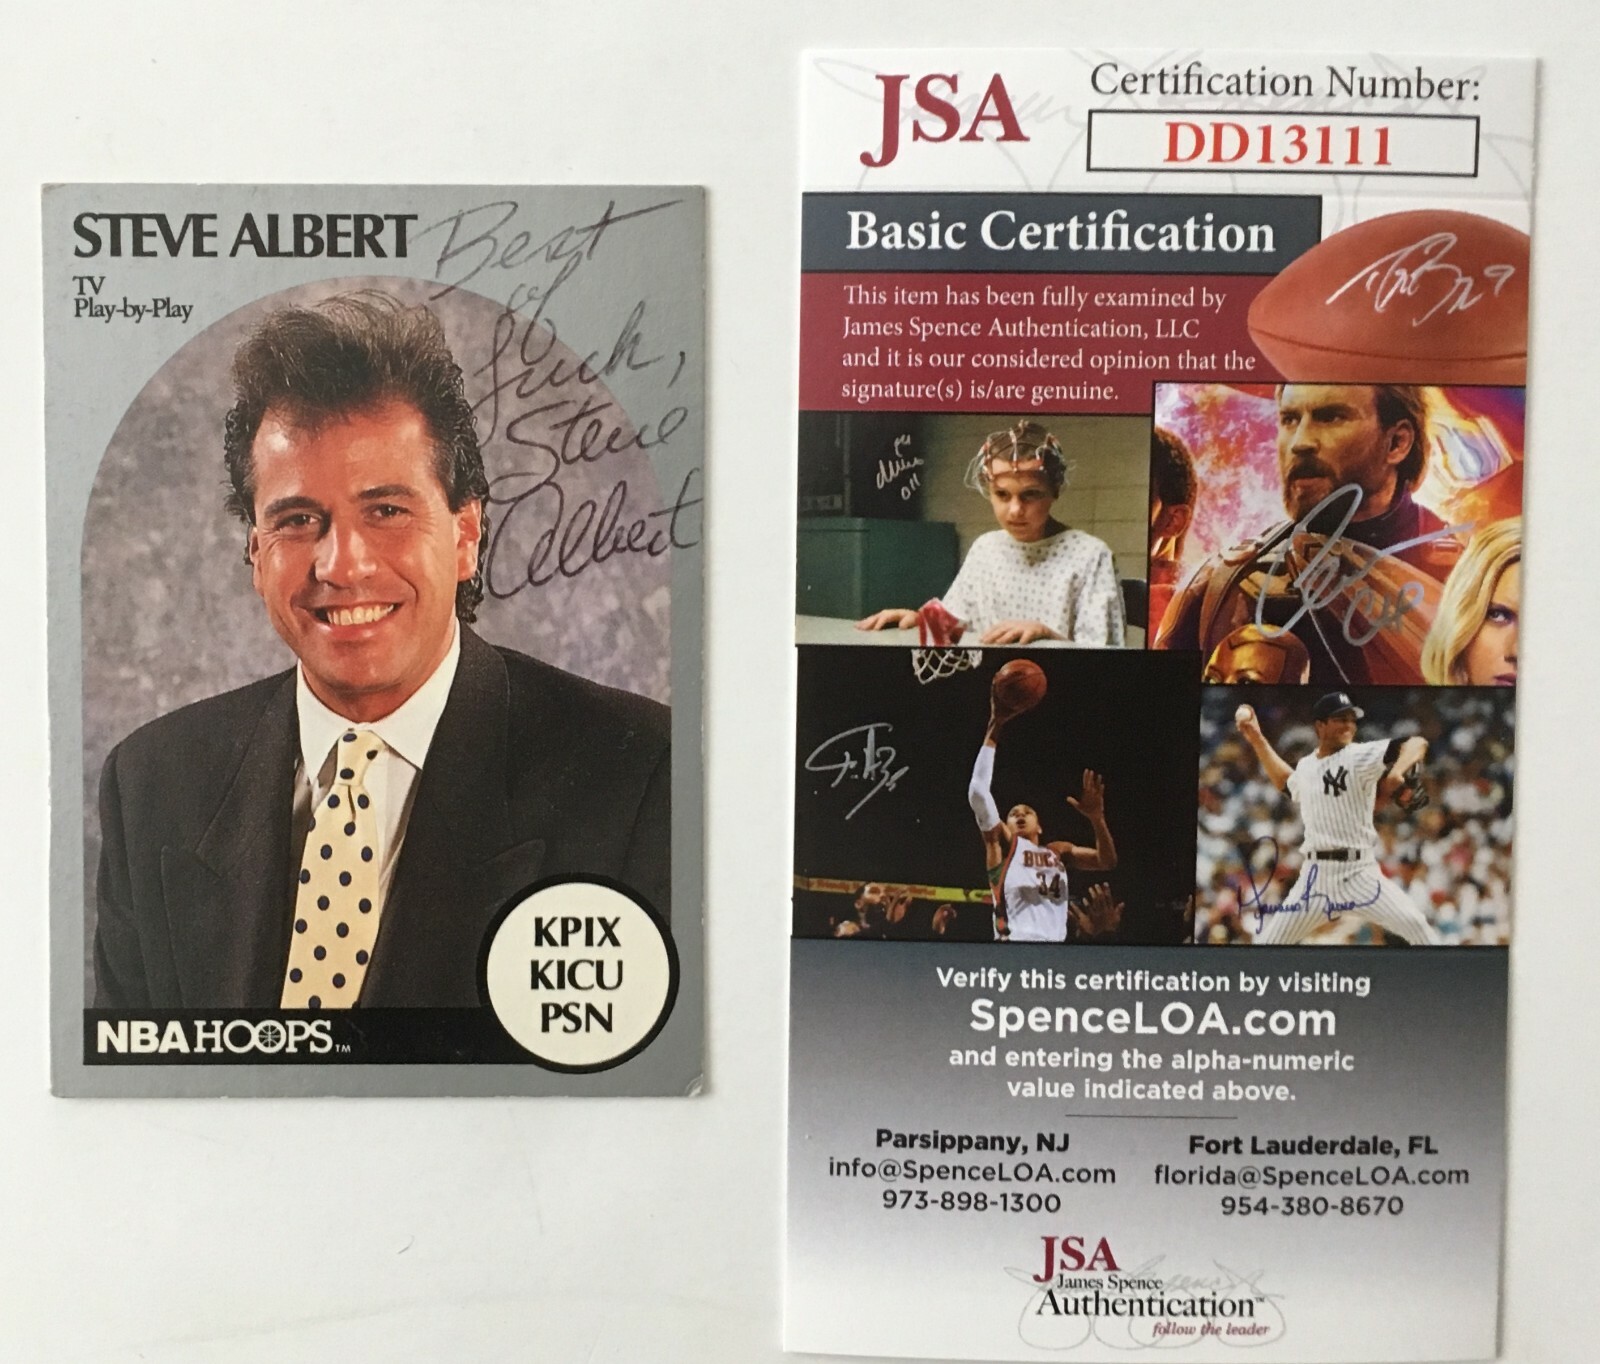 STEVE ALBERT
TV
Play-by-Play
Best
of
Luck,
Steve
Albert
KPIX
KICU
PSN
NBA HOOPS TM
JSA
Certification Number:
DD13111
Basic Certification
This item has been fully examined by
James Spence Authentication, LLC
and it is our considered opinion that the
signature(s) is/are genuine.
BUCKS
34
Verify this certification by visiting
SpenceLOA.com
and entering the alpha-numeric
value indicated above.
Parsippany, NJ
info@SpenceLOA.com
973-898-1300
Fort Lauderdale, FL
florida@SpenceLOA.com
954-380-8670
JSA
James Spence
Authentication™
follow the leader